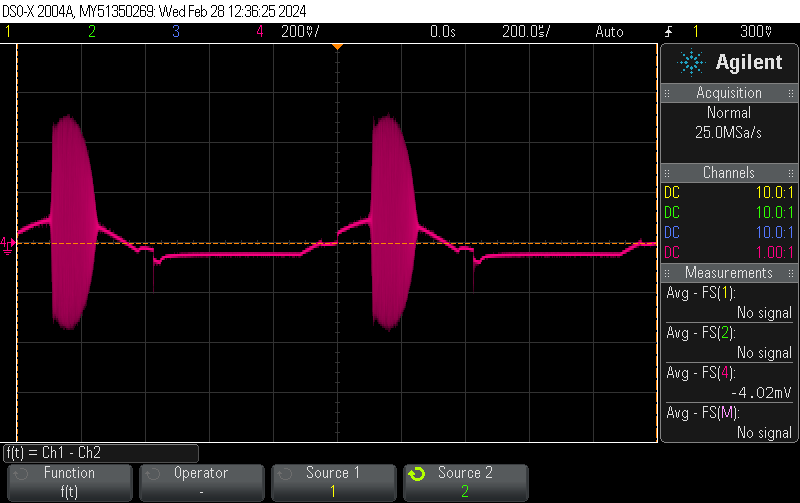 DSO-X 2004A, MY51350269: Wed Feb 28 12:36:25 2024
1 2 3 4 200mV/ 0.0s 200.0us/ Auto 1 300mV
Agilent
Acquisition
Normal
25.0MSa/s
Channels
DC 10.0:1
DC 10.0:1
DC 10.0:1
DC 1.00:1
Measurements
Avg - FS(1):
No signal
Avg - FS(2):
No signal
Avg - FS(4):
-4.02mV
Avg - FS(M):
No signal
4
f(t) = Ch1 - Ch2
Function Operator Source 1 Source 2
f(t) - 1 2